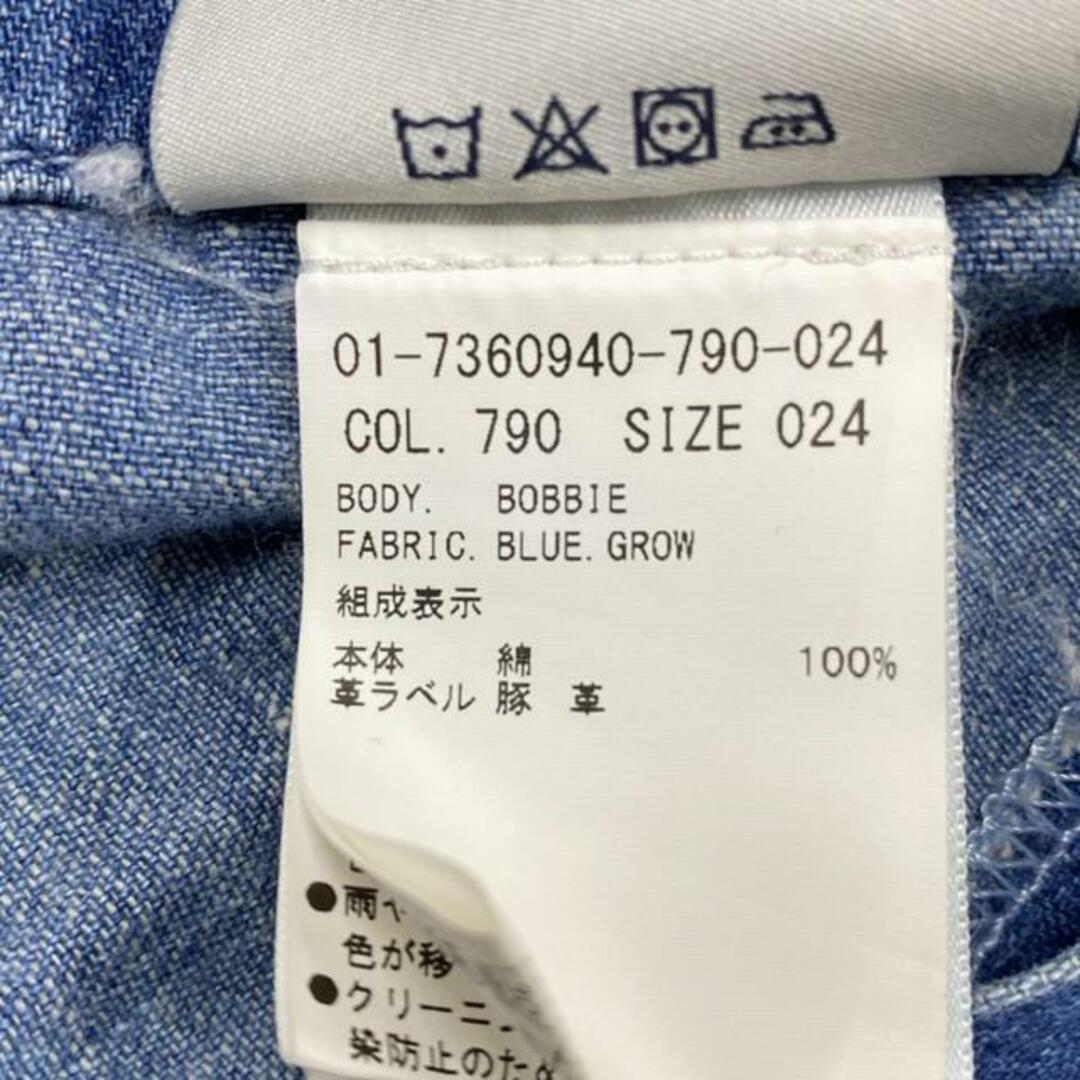 01-7360940-790-024
COL. 790 SIZE 024
BODY. BOBBIE
FABRIC. BLUE. GROW
組成表示
本体 綿 100%
革ラベル 豚 革
●雨や
色が移
●クリーニ
染防止のため